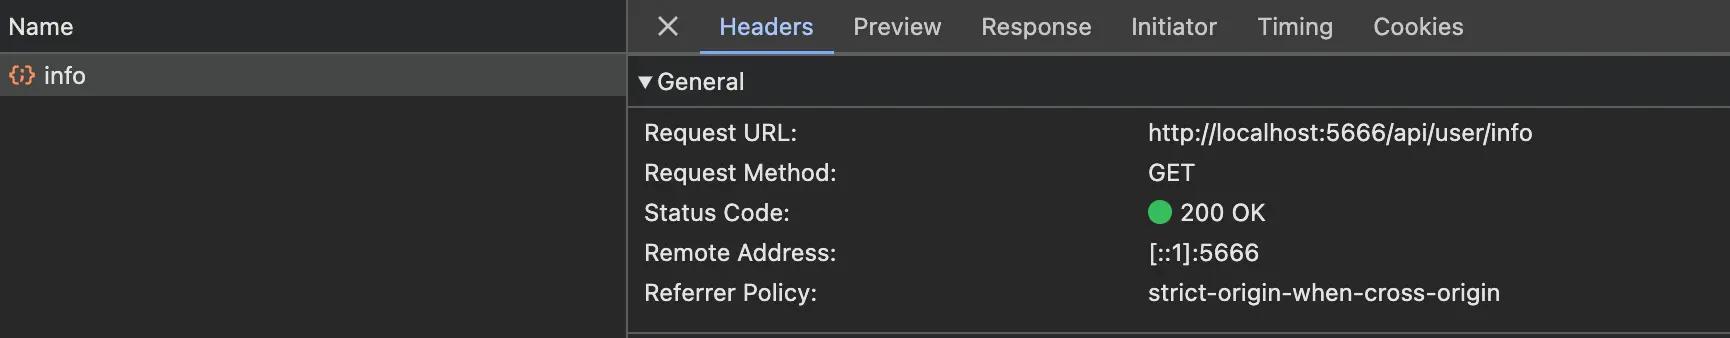 Name
info
Headers Preview Response Initiator Timing Cookies
General
Request URL: http://localhost:5666/api/user/info
Request Method: GET
Status Code: 200 OK
Remote Address: [::1]:5666
Referrer Policy: strict-origin-when-cross-origin